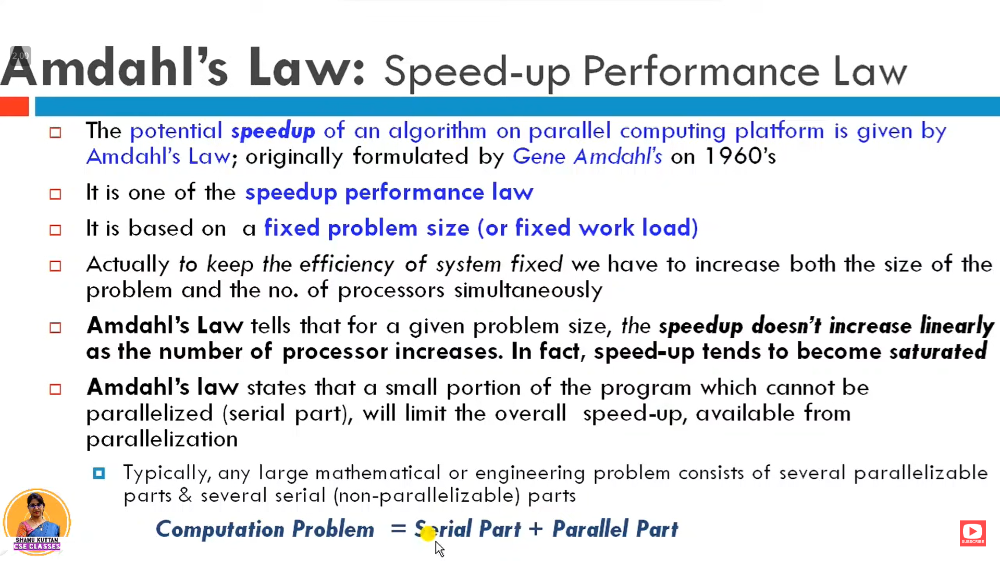 2.00
Amdahl's Law: Speed-up Performance Law
The potential speedup of an algorithm on parallel computing platform is given by
Amdahl's Law; originally formulated by Gene Amdahl's on 1960's
It is one of the speedup performance law
It is based on a fixed problem size (or fixed work load)
Actually to keep the efficiency of system fixed we have to increase both the size of the
problem and the no. of processors simultaneously
Amdahl's Law tells that for a given problem size, the speedup doesn't increase linearly
as the number of processor increases. In fact, speed-up tends to become saturated
Amdahl's law states that a small portion of the program which cannot be
parallelized (serial part), will limit the overall speed-up, available from
parallelization
Typically, any large mathematical or engineering problem consists of several parallelizable
parts & several serial (non-parallelizable) parts
Computation Problem = Serial Part + Parallel Part
SHANU KUTTAN
CSE CLASSES
SUBSCRIBE